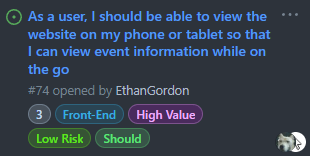 As a user, I should be able to view the
website on my phone or tablet so that
I can view event information while on
the go
#74 opened by EthanGordon
3 Front-End High Value
Low Risk Should